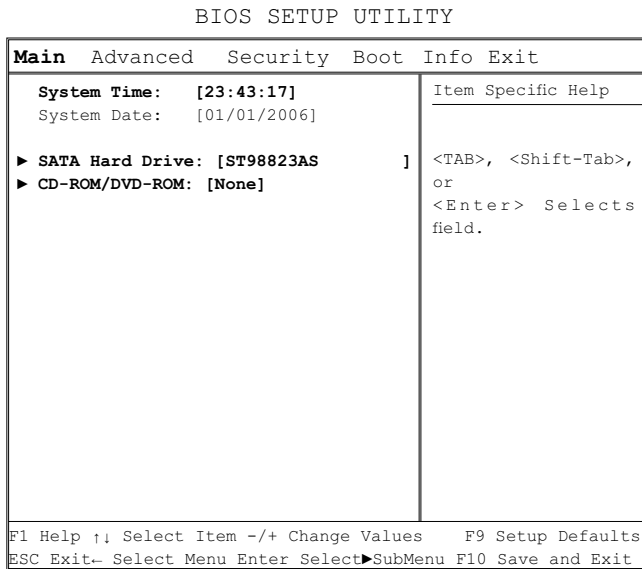 BIOS SETUP UTILITY
Main Advanced Security Boot Info Exit
System Time: [23:43:17]
System Date: [01/01/2006]
► SATA Hard Drive: [ST98823AS ]
► CD-ROM/DVD-ROM: [None]
Item Specific Help
<TAB>, <Shift-Tab>,
or
<Enter> Selects
field.
F1 Help ↑↓ Select Item -/+ Change Values F9 Setup Defaults
ESC Exit← Select Menu Enter Select►SubMenu F10 Save and Exit